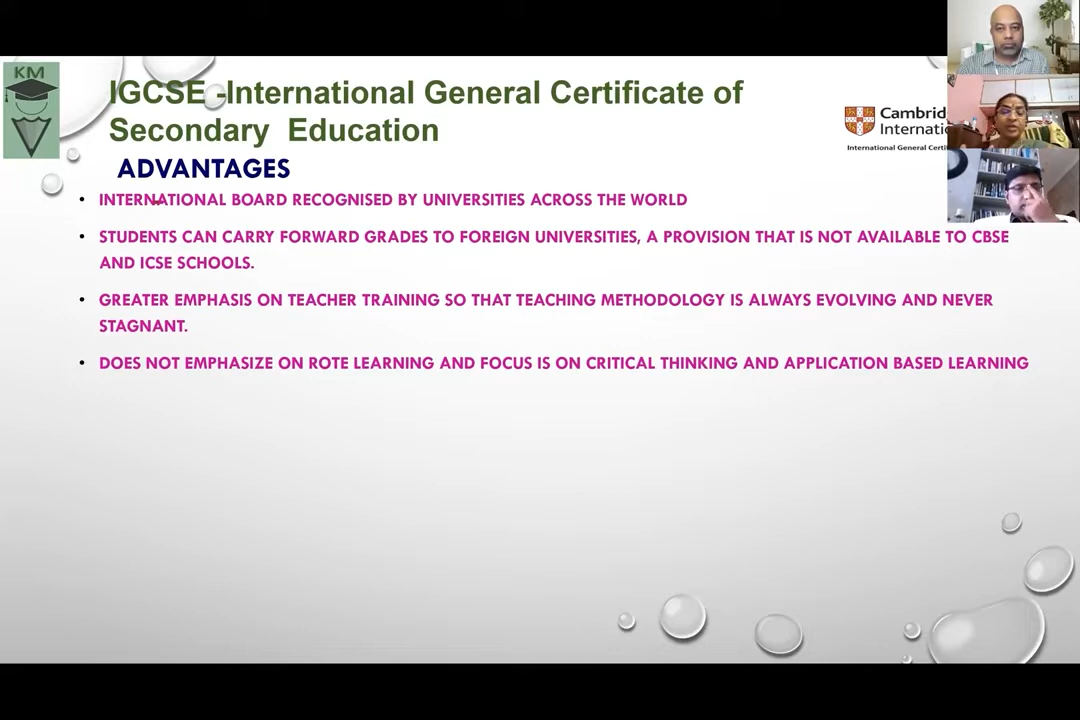 KM
IGCSE -International General Certificate of
Secondary Education
ADVANTAGES
• INTERNATIONAL BOARD RECOGNISED BY UNIVERSITIES ACROSS THE WORLD
• STUDENTS CAN CARRY FORWARD GRADES TO FOREIGN UNIVERSITIES, A PROVISION THAT IS NOT AVAILABLE TO CBSE
AND ICSE SCHOOLS.
• GREATER EMPHASIS ON TEACHER TRAINING SO THAT TEACHING METHODOLOGY IS ALWAYS EVOLVING AND NEVER
STAGNANT.
• DOES NOT EMPHASIZE ON ROTE LEARNING AND FOCUS IS ON CRITICAL THINKING AND APPLICATION BASED LEARNING
International General